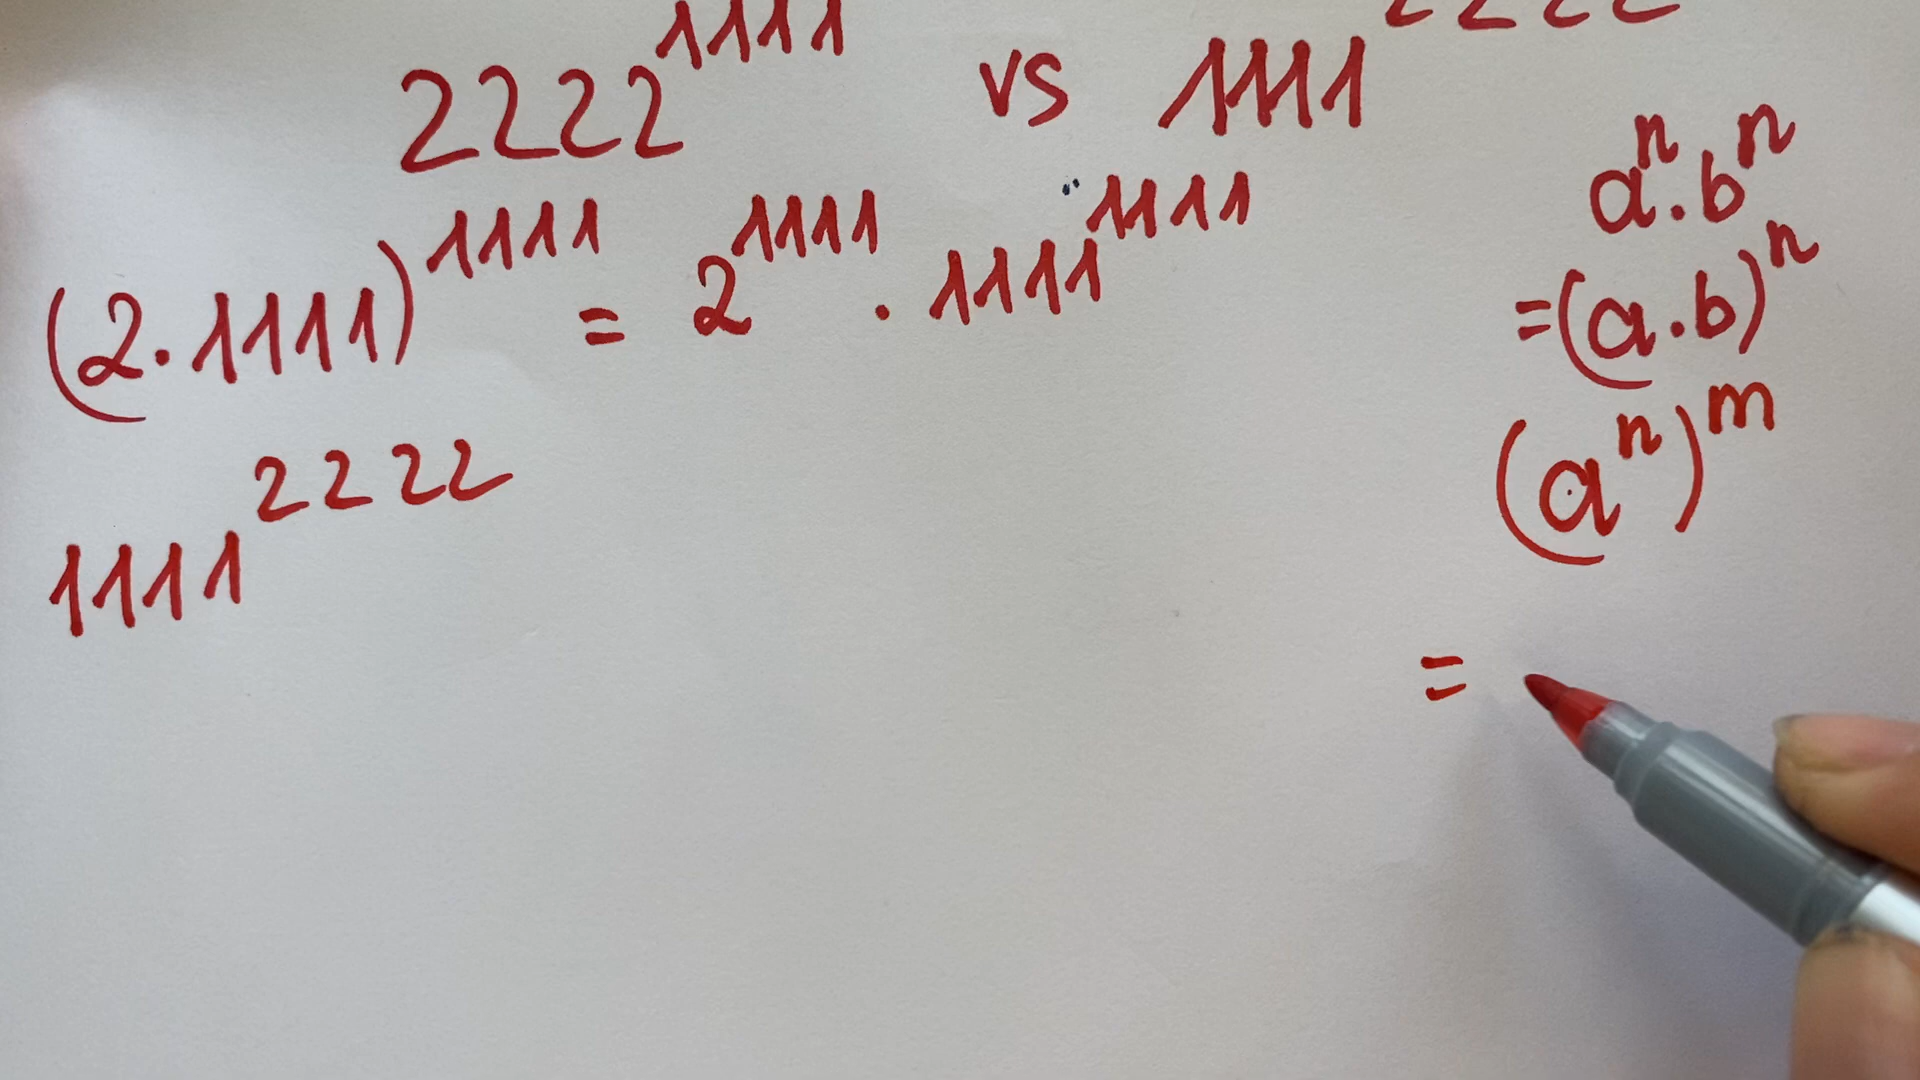 2222^1111 vs 1111^2222
(2.1111)^1111 = 2^1111 . 1111^1111
1111^2222
a^n.b^n
=(a.b)^n
(a^n)^m
=